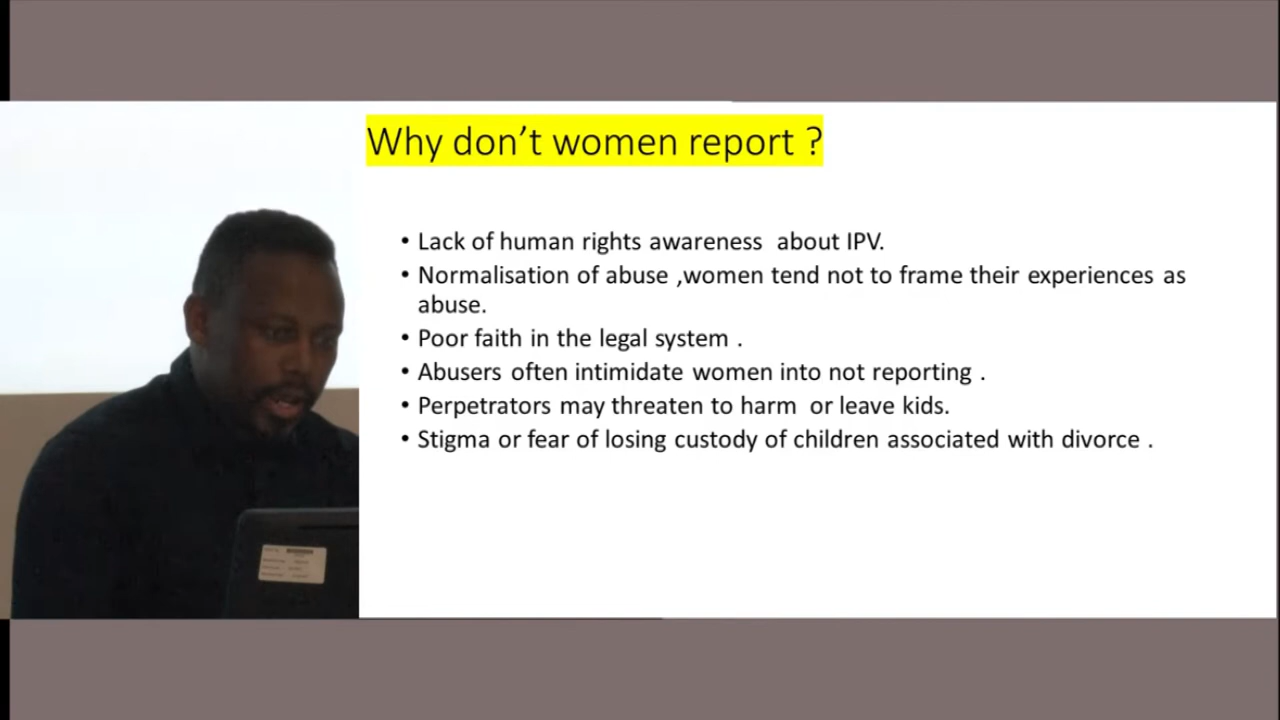 Why don’t women report ?
• Lack of human rights awareness  about IPV.
• Normalisation of abuse ,women tend not to frame their experiences as
abuse.
• Poor faith in the legal system .
• Abusers often intimidate women into not reporting .
• Perpetrators may threaten to harm  or leave kids.
• Stigma or fear of losing custody of children associated with divorce .